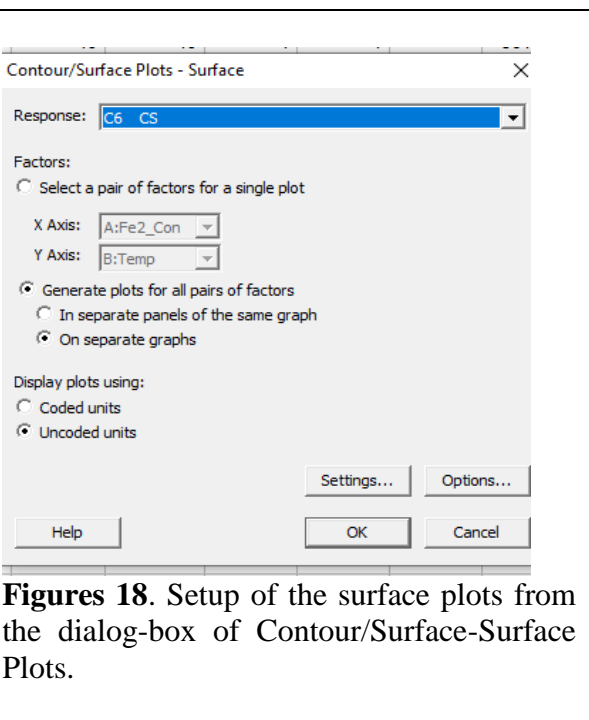 Contour/Surface Plots - Surface
Response: C6 CS
Factors:
Select a pair of factors for a single plot
X Axis: A:Fe2_Con
Y Axis: B:Temp
Generate plots for all pairs of factors
In separate panels of the same graph
On separate graphs
Display plots using:
Coded units
Uncoded units
Settings... Options...
Help OK Cancel
Figures 18. Setup of the surface plots from
the dialog-box of Contour/Surface-Surface
Plots.